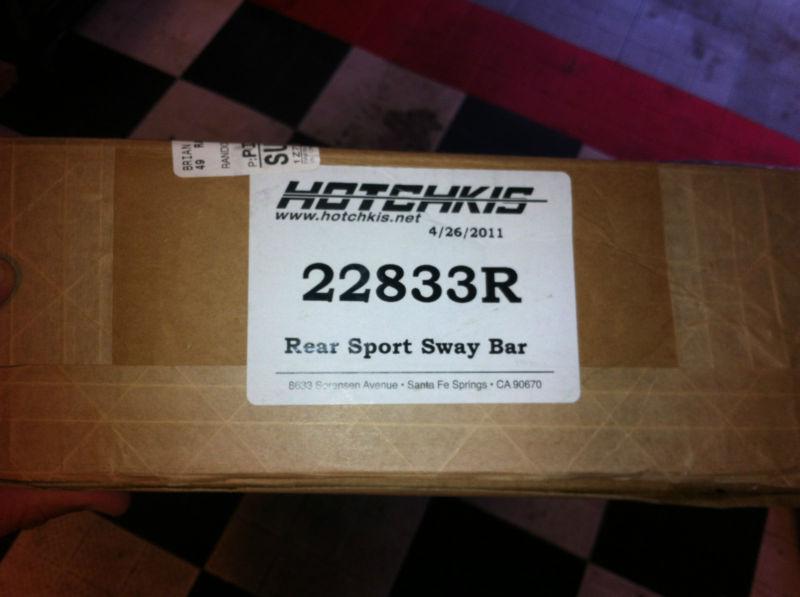 BRIAN
49
HOTCHKIS
www.hotchkis.net
4/26/2011
22833R
Rear Sport Sway Bar
8633 Sorensen Avenue • Santa Fe Springs • CA 90670